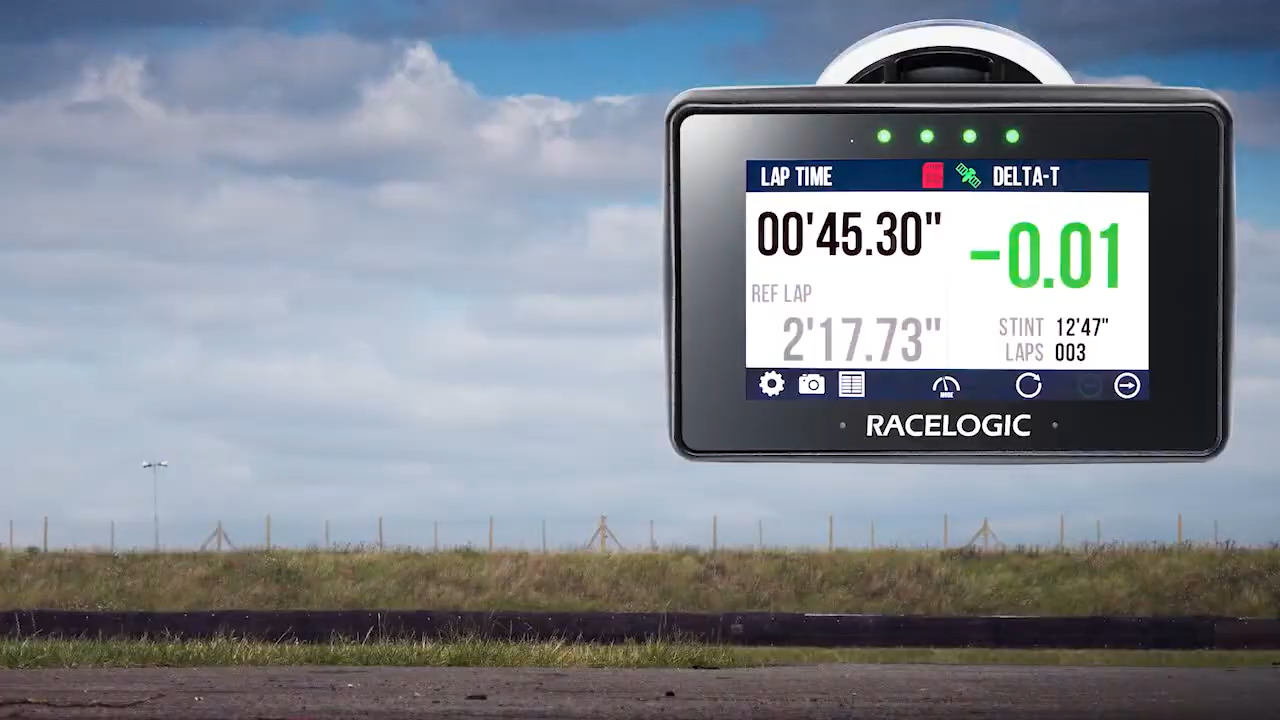 LAP TIME
DELTA-T
00'45.30"
-0.01
REF LAP
2'17.73"
STINT 12'47"
LAPS 003
RACELOGIC